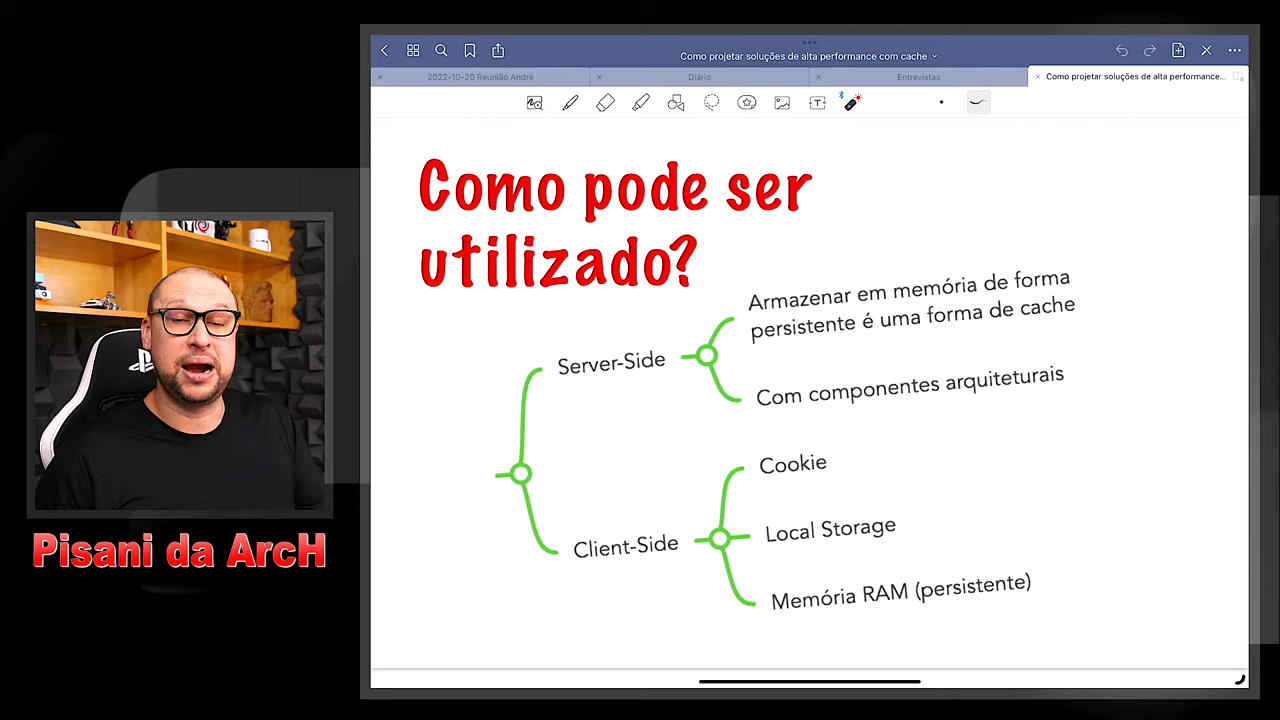 Como projetar soluções de alta performance com cache
2022-10-20 Reunião André
Diário
Entrevistas
Como projetar soluções de alta performance...
Como pode ser
utilizado?
Armazenar em memória de forma
persistente é uma forma de cache
Server-Side
Com componentes arquiteturais
Cookie
Local Storage
Client-Side
Memória RAM (persistente)
Pisani da ArcH